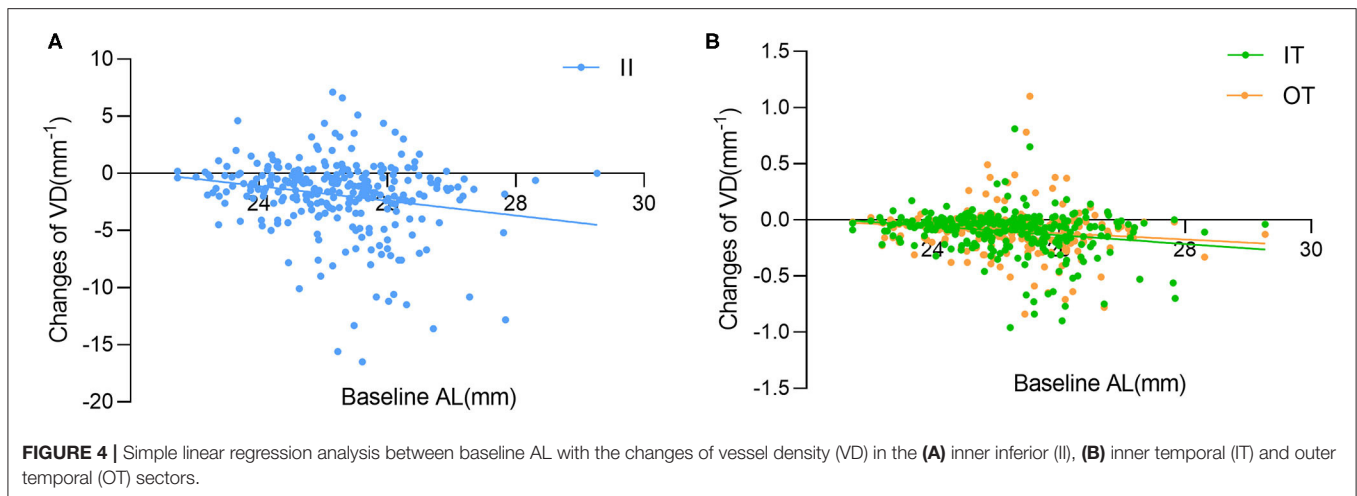 A
10
5
0
-5
-10
-15
-20
Changes of VD(mm-1)
II
24
28
30
Baseline AL(mm)
B
1.5
1.0
0.5
0.0
-0.5
-1.0
-1.5
Changes of VD(mm-1)
IT
OT
24
28
30
Baseline AL(mm)
FIGURE 4 | Simple linear regression analysis between baseline AL with the changes of vessel density (VD) in the (A) inner inferior (II), (B) inner temporal (IT) and outer
temporal (OT) sectors.